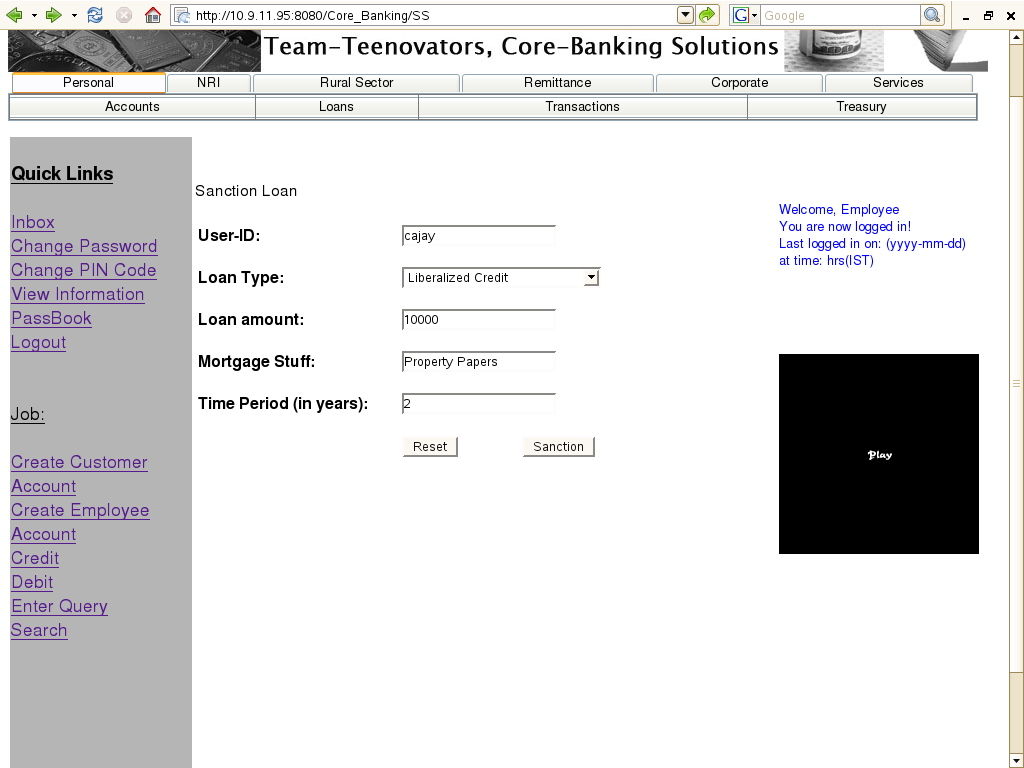 http://10.9.11.95:8080/Core_Banking/SS
G
Google
Team-Teenovators, Core-Banking Solutions
Personal NRI Rural Sector Remittance Corporate Services
Accounts Loans Transactions Treasury
Quick Links
Inbox
Change Password
Change PIN Code
View Information
PassBook
Logout
Job:
Create Customer
Account
Create Employee
Account
Credit
Debit
Enter Query
Search
Sanction Loan
User-ID: cajay
Loan Type: Liberalized Credit
Loan amount: 10000
Mortgage Stuff: Property Papers
Time Period (in years): 2
Reset Sanction
Welcome, Employee
You are now logged in!
Last logged in on: (yyyy-mm-dd)
at time: hrs(IST)
Play